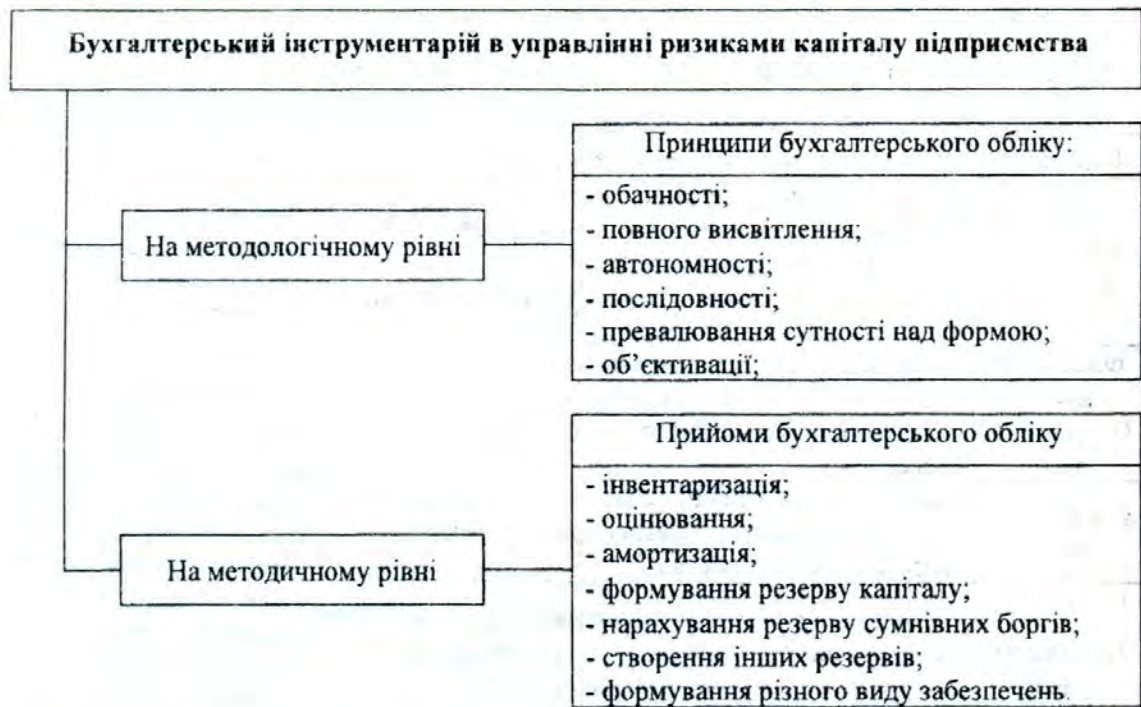 Бухгалтерський інструментарій в управлінні ризиками капіталу підприємства
Принципи бухгалтерського обліку:
- обачності;
- повного висвітлення;
- автономності;
- послідовності;
- превалювання сутності над формою;
- об’єктивації;
На методологічному рівні
Прийоми бухгалтерського обліку
- інвентаризація;
- оцінювання;
- амортизація;
- формування резерву капіталу;
- нарахування резерву сумнівних боргів;
- створення інших резервів;
- формування різного виду забезпечень.
На методичному рівні